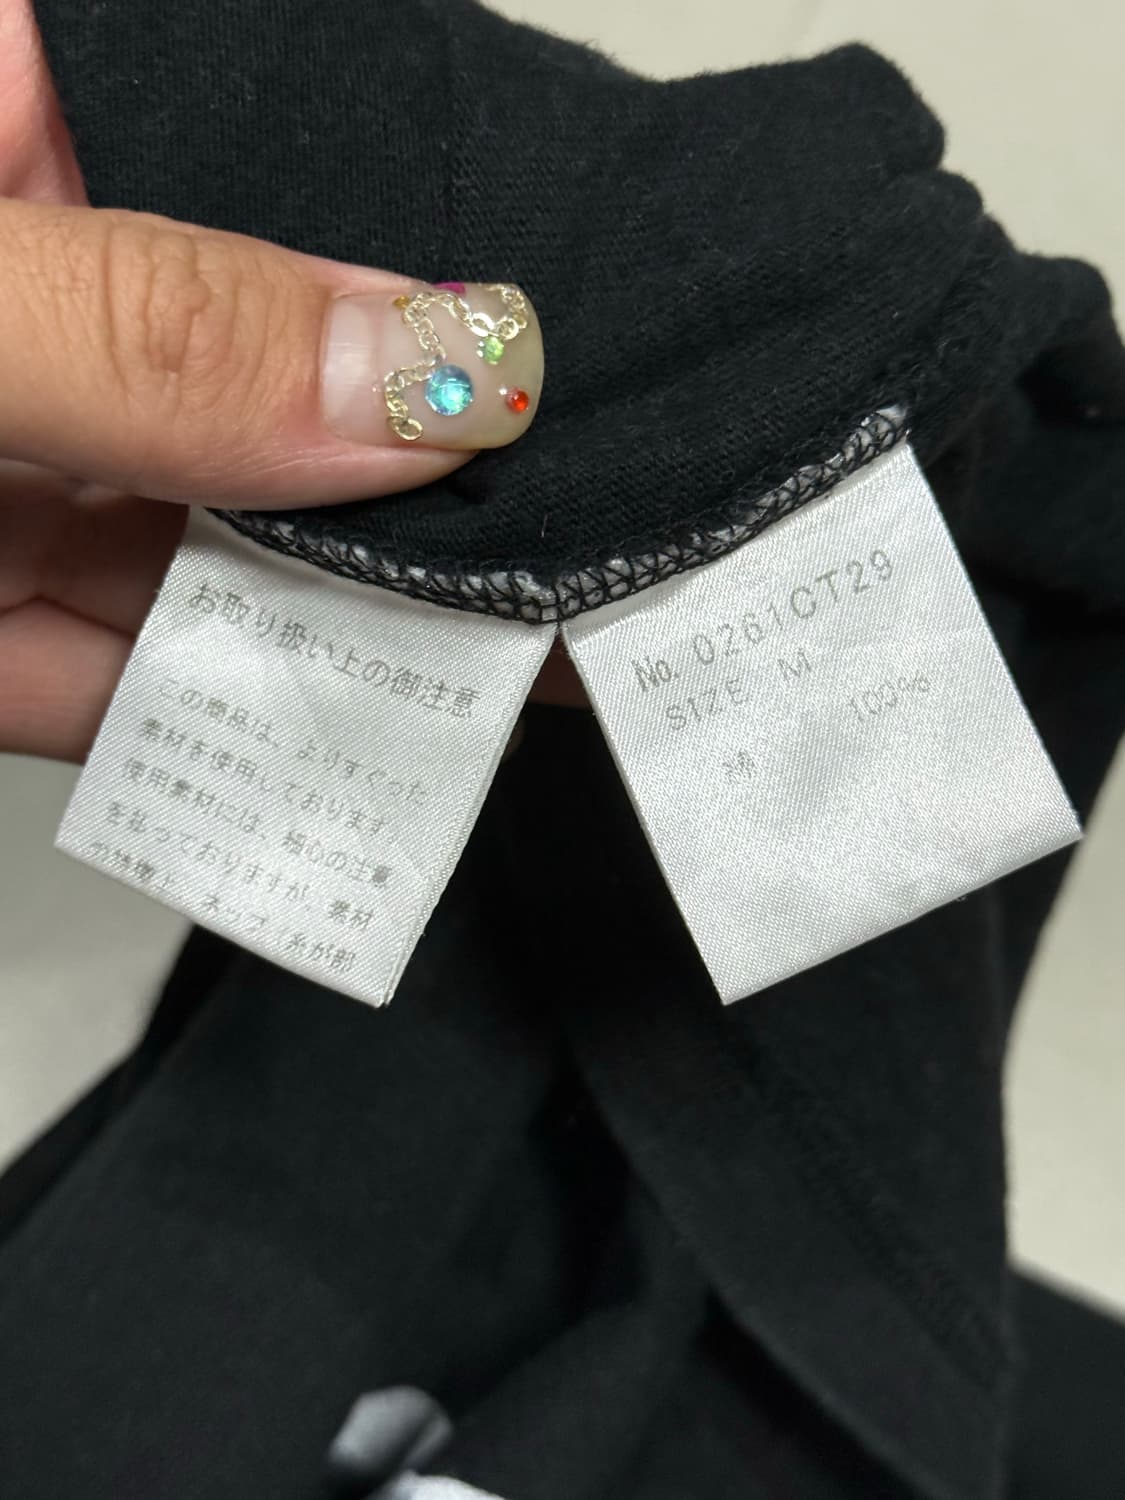 お取り扱い上の御注意
この商品は、よりすぐった
素材を使用しております
使用素材には、細心の注意
を払っておりますが、素材
の特性上、ネップ（糸が部
No. 0261CT29
SIZE M
綿 100%